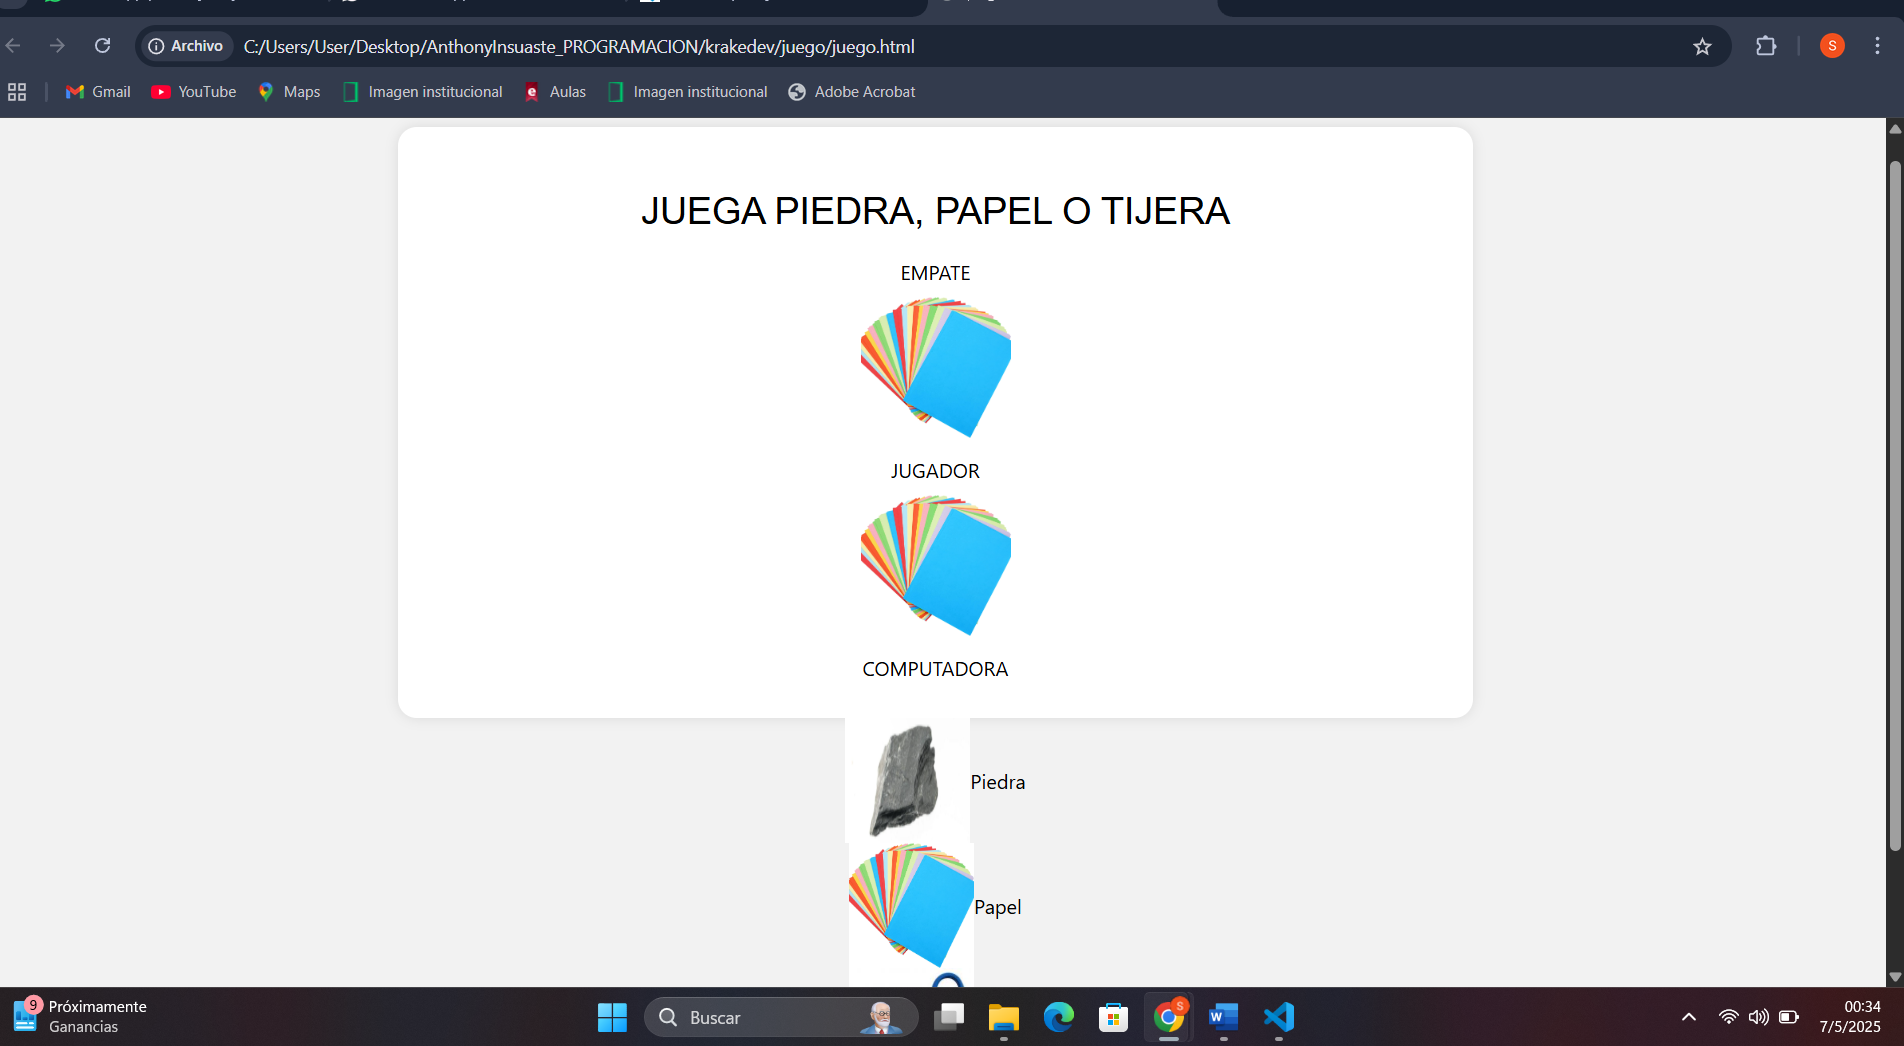 Archivo C:/Users/User/Desktop/AnthonyInsuaste_PROGRAMACION/krakedev/juego/juego.html S
Gmail YouTube Maps Imagen institucional Aulas Imagen institucional Adobe Acrobat
JUEGA PIEDRA, PAPEL O TIJERA
EMPATE
JUGADOR
COMPUTADORA
Piedra
Papel
9 Próximamente
Ganancias
Buscar
00:34
7/5/2025